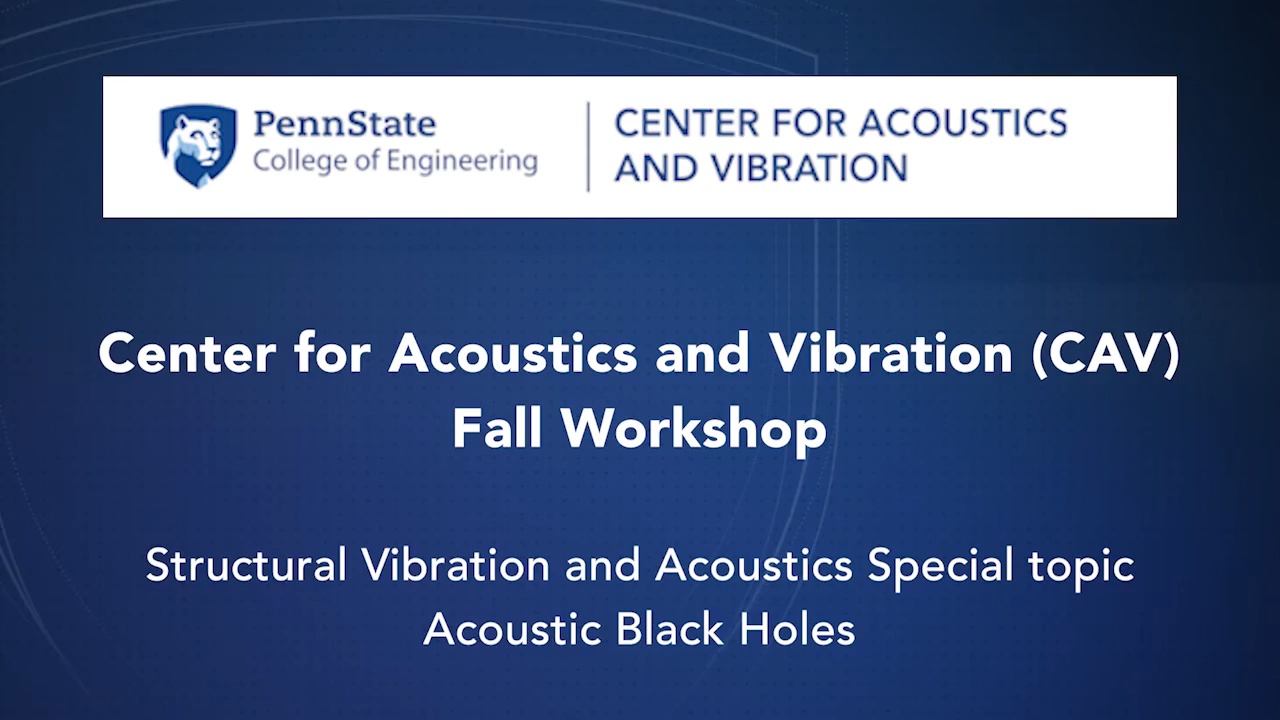 PennState
College of Engineering
CENTER FOR ACOUSTICS
AND VIBRATION
Center for Acoustics and Vibration (CAV)
Fall Workshop
Structural Vibration and Acoustics Special topic
Acoustic Black Holes